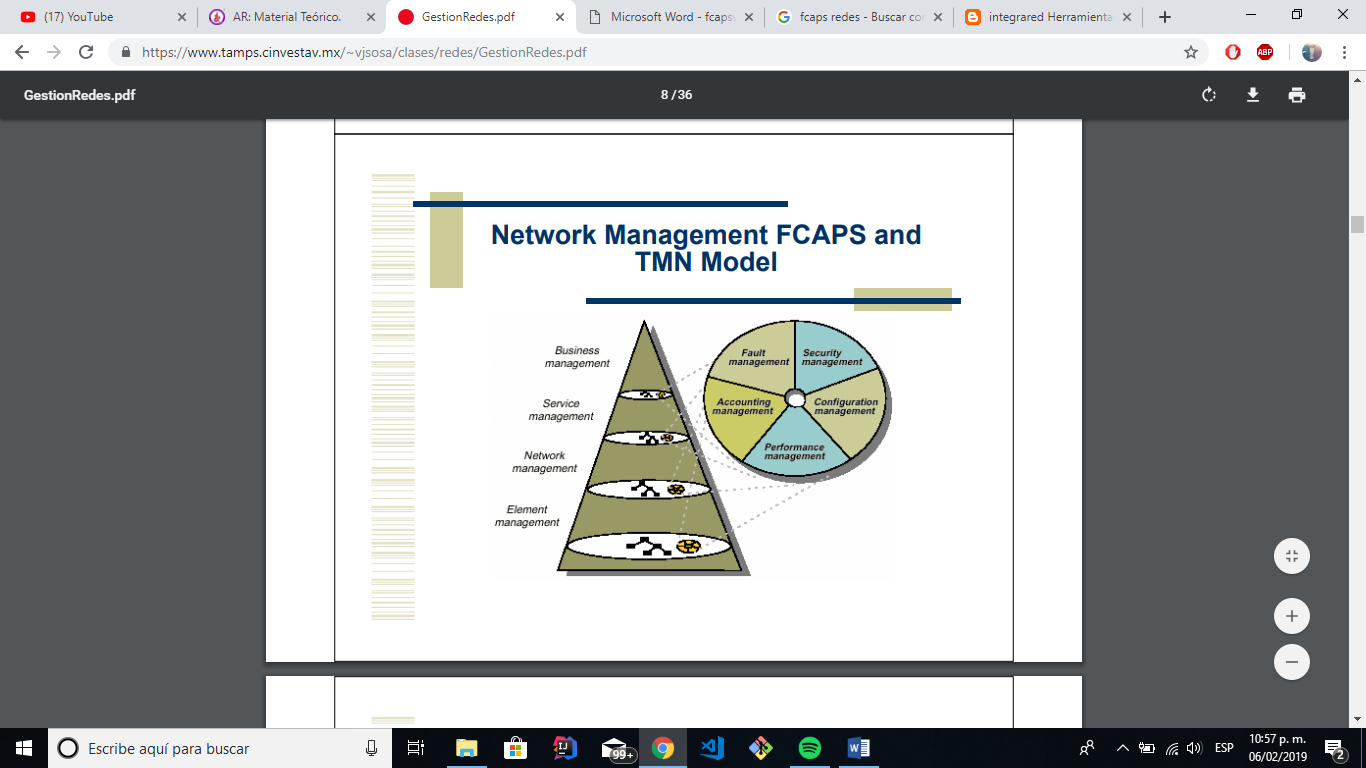 (17) YouTube
AR: Material Teórico.
GestionRedes.pdf
Microsoft Word - fcaps
fcaps redes - Buscar co
integrared Herramienta
https://www.tamps.cinvestav.mx/~vjsosa/clases/redes/GestionRedes.pdf
ABP
GestionRedes.pdf
8 / 36
Network Management FCAPS and
TMN Model
Business
management
Service
management
Network
management
Element
management
Fault
management
Security
management
Accounting
management
Configuration
management
Performance
management
Escribe aquí para buscar
IJ
99+
W
ESP
10:57 p. m.
06/02/2019
2